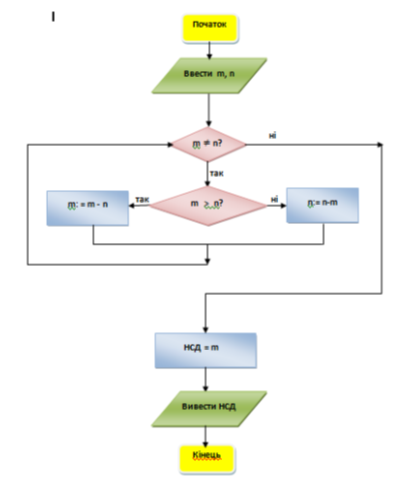 I
Початок
Ввести m, n
m ≠ n?
ні
так
m: = m - n
так
m > n?
ні
n:= n-m
НСД = m
Вивести НСД
Кінець